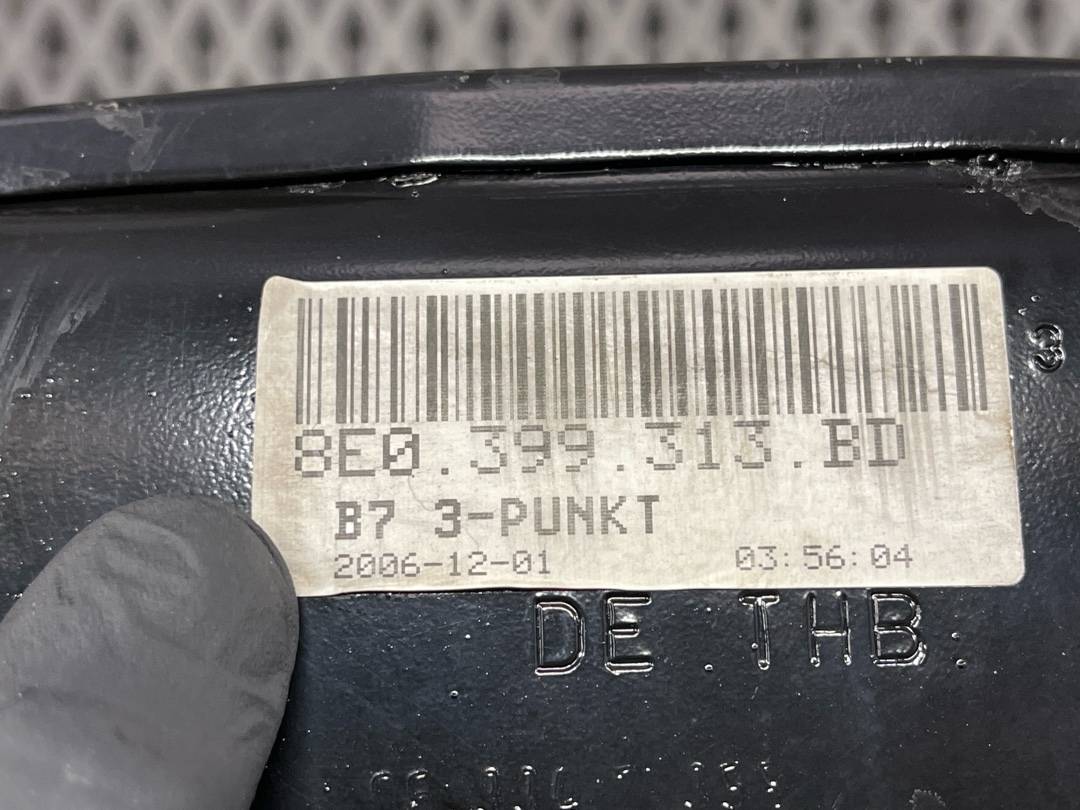 8E0.399.313.BD
B7 3-PUNKT
2006-12-01 03:56:04
DE.THB.